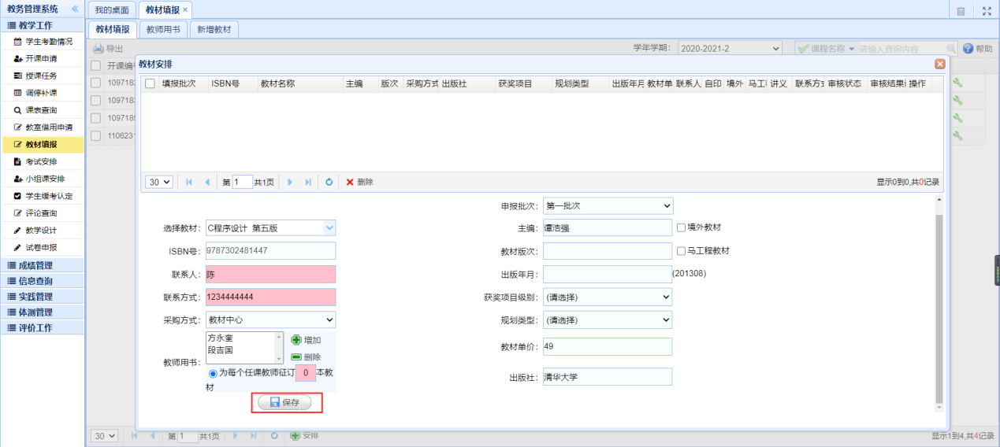 教务管理系统
我的桌面
教材填报
教学工作
教材填报
教师用书
新增教材
学生考勤情况
导出
学年学期：
2020-2021-2
课程名称
请输入查询内容
帮助
开课申请
开课编
教材安排
授课任务
填报批次
ISBN号
教材名称
主编
版次
采购方式
出版社
获奖项目
规划类型
出版年月
教材单
联系人
自印
境外
马工
讲义
联系方式
审核状态
审核结果
操作
调停补课
课表查询
教室借用申请
教材填报
考试安排
小组课安排
学生缓考认定
评论查询
教学设计
试卷申报
成绩管理
信息查询
实践管理
体测管理
评价工作
109718
109718
109718
110623
30
第
1
共1页
删除
显示0到0,共0记录
申报批次：
第一批次
选择教材：
C程序设计 第五版
主编：
谭浩强
境外教材
ISBN号：
9787302481447
教材版次：
马工程教材
联系人：
陈
出版年月：
(201308)
联系方式：
1234444444
获奖项目级别：
(请选择)
采购方式：
教材中心
规划类型：
(请选择)
教师用书：
方永奎
段吉国
增加
删除
教材单价：
49
为每个任课教师征订
0
本教
材
出版社：
清华大学
保存
30
第
1
共1页
安排
显示1到4,共4记录